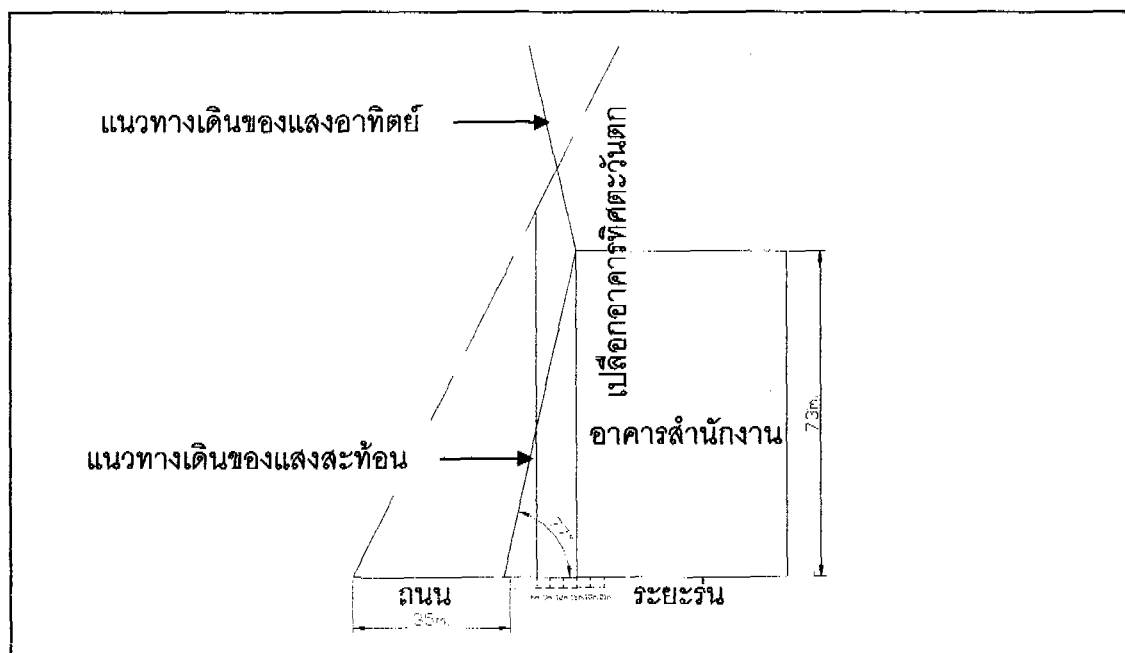 แนวทางเดินของแสงอาทิตย์
เปลือกอาคารทิศตะวันตก
อาคารสำนักงาน
73m.
แนวทางเดินของแสงสะท้อน
77°
ถนน
ระยะร่น
35m.